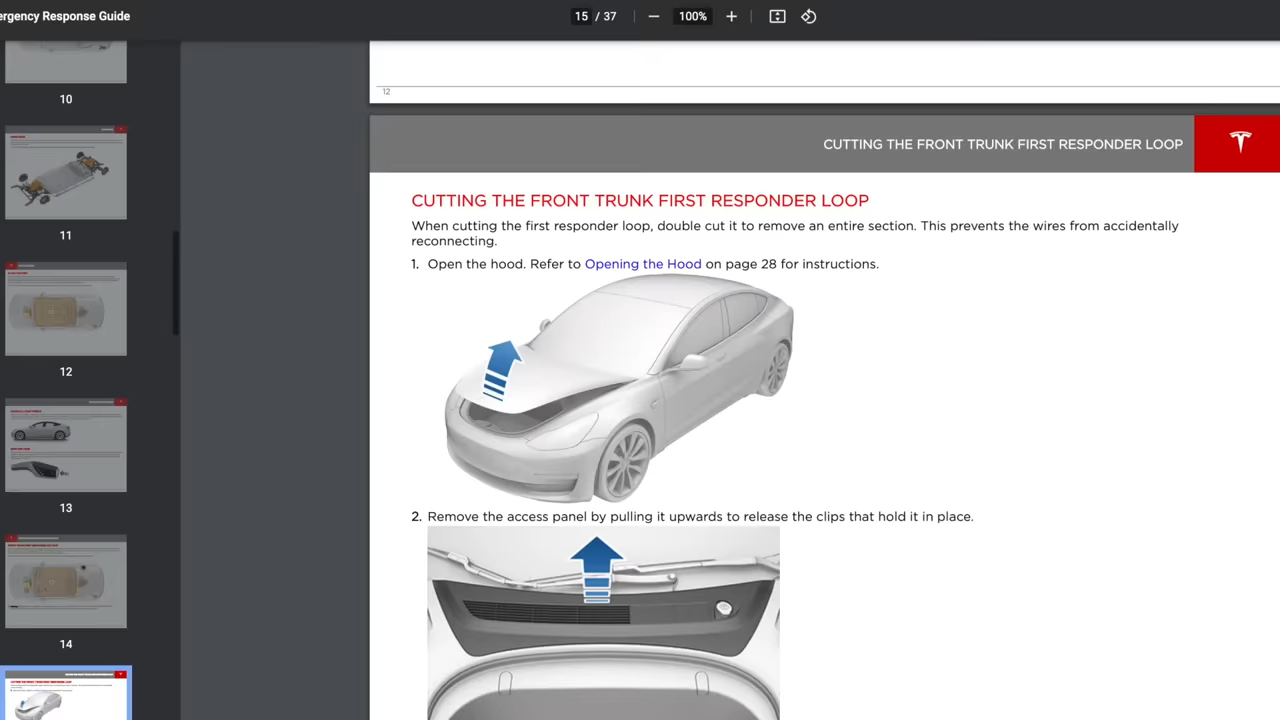 ergency Response Guide
15 / 37
100%
10
11
12
13
14
12
CUTTING THE FRONT TRUNK FIRST RESPONDER LOOP
CUTTING THE FRONT TRUNK FIRST RESPONDER LOOP
When cutting the first responder loop, double cut it to remove an entire section. This prevents the wires from accidentally
reconnecting.
1. Open the hood. Refer to Opening the Hood on page 28 for instructions.
2. Remove the access panel by pulling it upwards to release the clips that hold it in place.